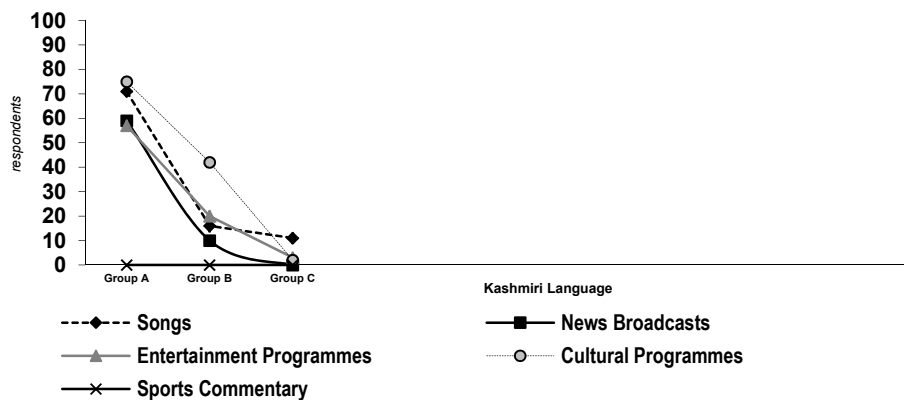 100
90
80
70
60
50
40
30
20
10
0
respondents
Group A Group B Group C
Kashmiri Language
Songs News Broadcasts
Entertainment Programmes Cultural Programmes
Sports Commentary